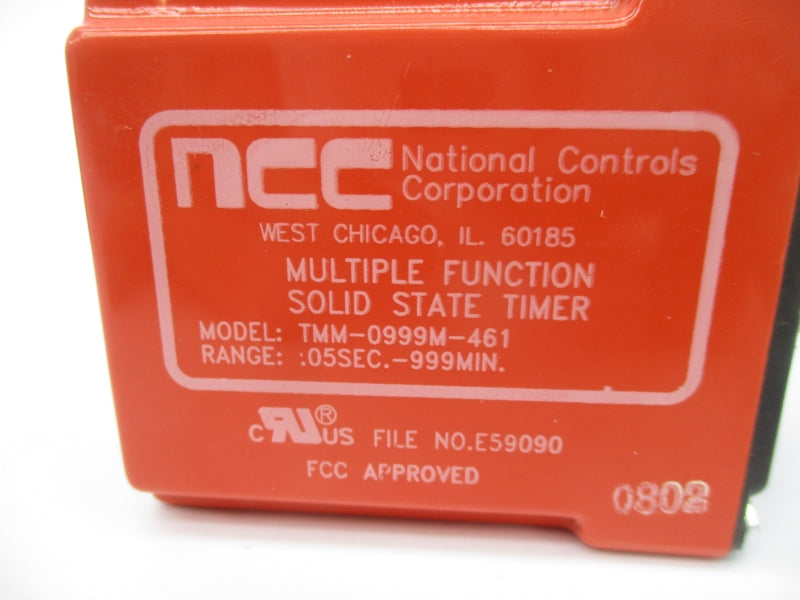 ncc National Controls
Corporation
WEST CHICAGO, IL. 60185
MULTIPLE FUNCTION
SOLID STATE TIMER
MODEL: TMM-0999M-461
RANGE: .05SEC.-999MIN.
C RU® US FILE NO.E59090
FCC APPROVED
0802